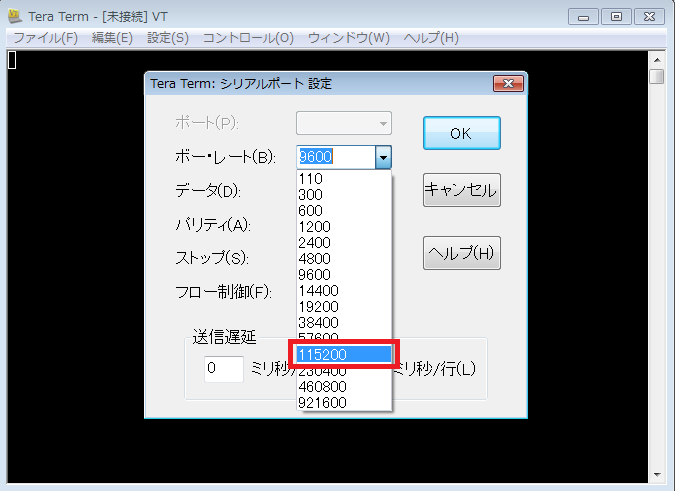 Tera Term - [未接続] VT
ファイル(F) 編集(E) 設定(S) コントロール(O) ウィンドウ(W) ヘルプ(H)
Tera Term: シリアルポート 設定
ポート(P):
OK
ボー・レート(B): 9600
110
データ(D):
キャンセル
300
600
パリティ(A):
1200
2400
ストップ(S):
ヘルプ(H)
4800
9600
フロー制御(F):
14400
19200
38400
送信遅延
57600
115200
0 ミリ秒/
230400
ミリ秒/行(L)
460800
921600